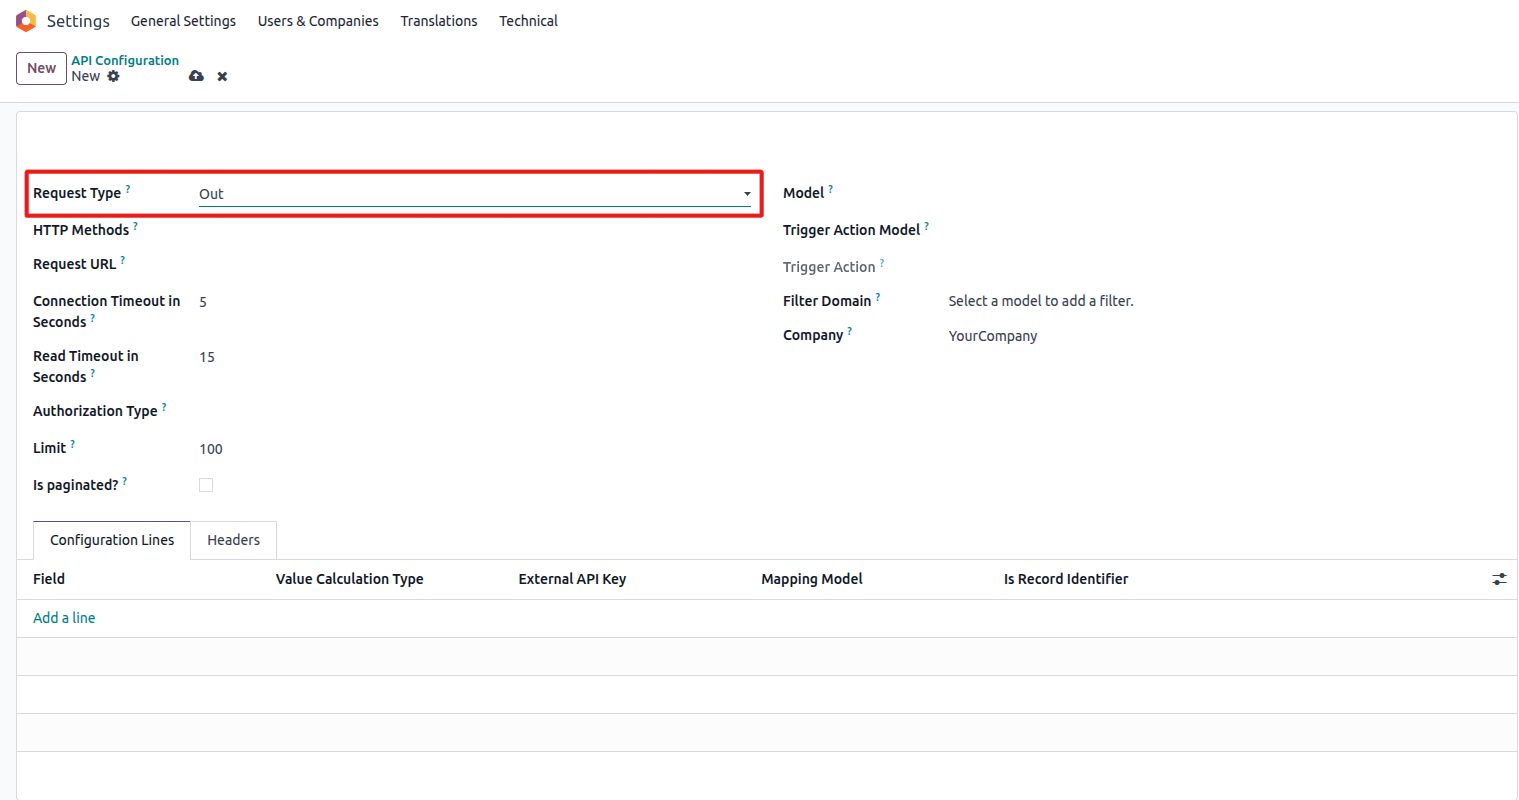 Settings General Settings Users & Companies Translations Technical
New
API Configuration
New
Request Type ? Out
HTTP Methods ?
Request URL ?
Connection Timeout in
Seconds ? 5
Read Timeout in
Seconds ? 15
Authorization Type ?
Limit ? 100
Is paginated? ?
Model ?
Trigger Action Model ?
Trigger Action ?
Filter Domain ? Select a model to add a filter.
Company ? YourCompany
Configuration Lines Headers
Field Value Calculation Type External API Key Mapping Model Is Record Identifier
Add a line